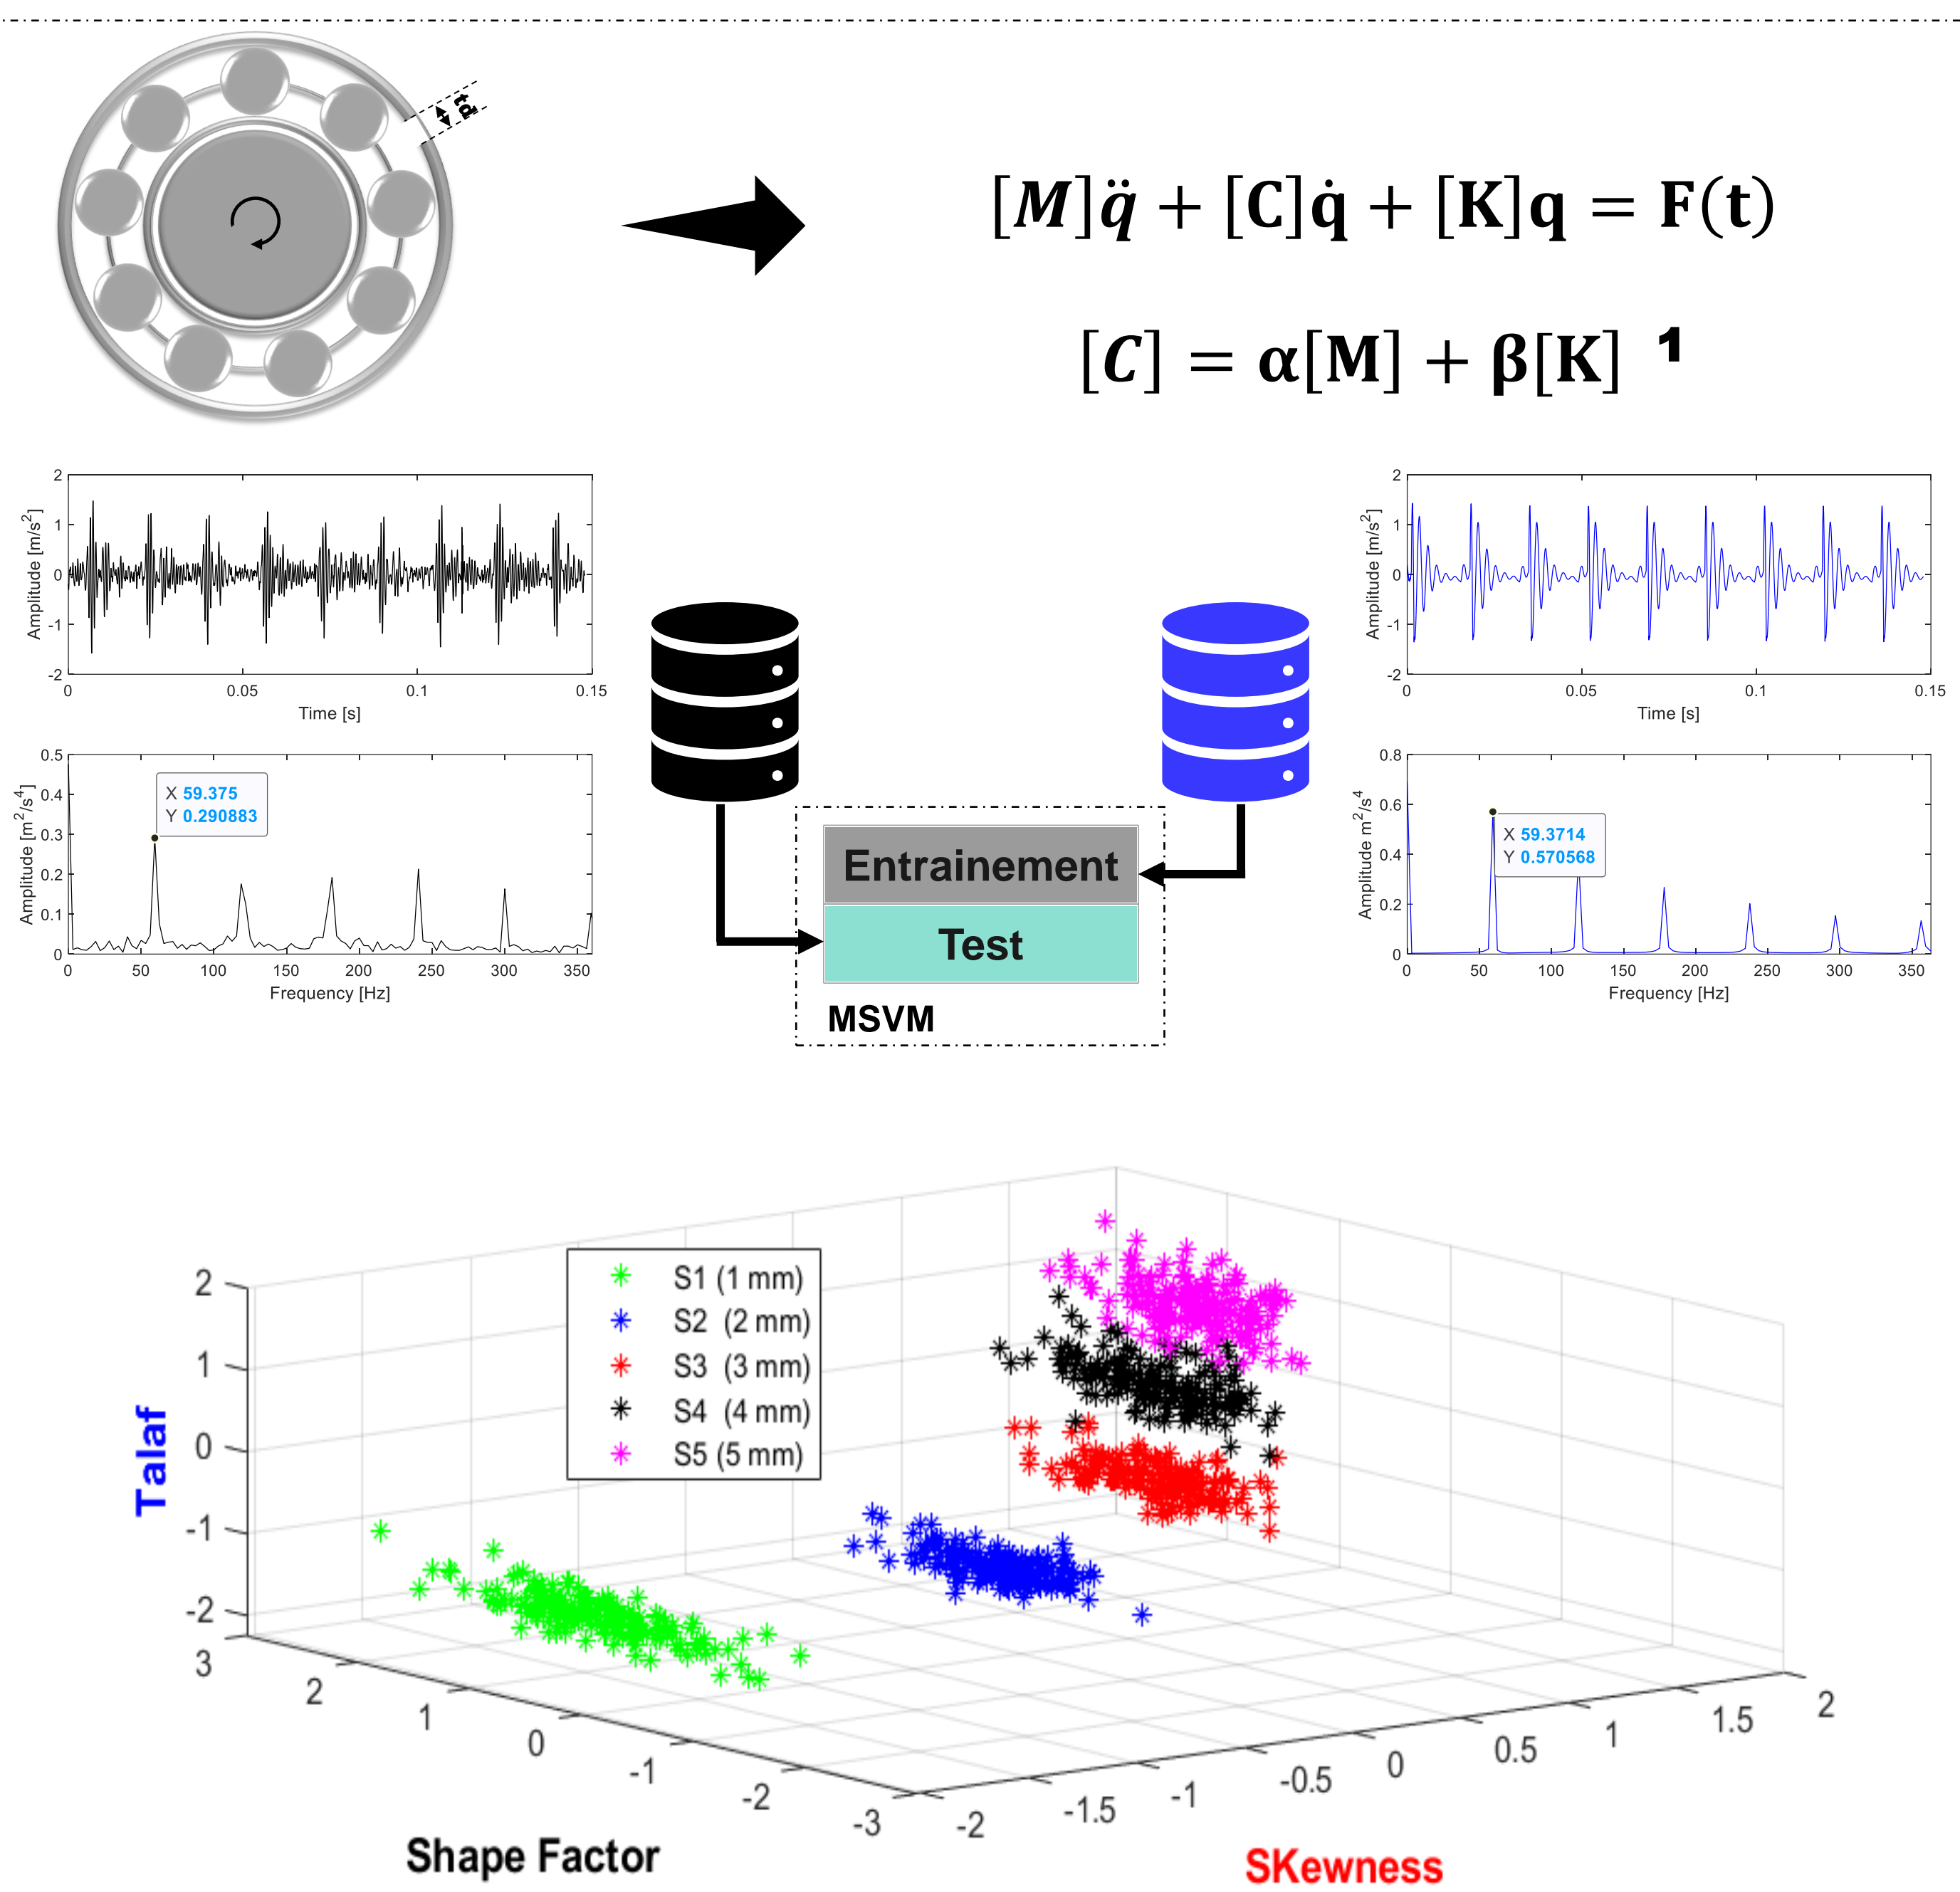 td
[M]q̈ + [C]q̇ + [K]q = F(t)
[C] = α[M] + β[K] ¹
2
1
0
-1
-2
Amplitude [m/s²]
0 0.05 0.1 0.15
Time [s]
2
1
0
-1
-2
Amplitude [m/s²]
0 0.05 0.1 0.15
Time [s]
0.5
0.4
0.3
0.2
0.1
0
Amplitude [m²/s⁴]
X 59.375
Y 0.290883
0 50 100 150 200 250 300 350
Frequency [Hz]
Entrainement
Test
MSVM
0.8
0.6
0.4
0.2
0
Amplitude m²/s⁴
X 59.3714
Y 0.570568
0 50 100 150 200 250 300 350
Frequency [Hz]
S1 (1 mm)
S2 (2 mm)
S3 (3 mm)
S4 (4 mm)
S5 (5 mm)
Talaf
2
1
0
-1
-2
3
2
1
0
-1
-2
-3
Shape Factor
-2
-1.5
-1
-0.5
0
0.5
1
1.5
2
SKewness